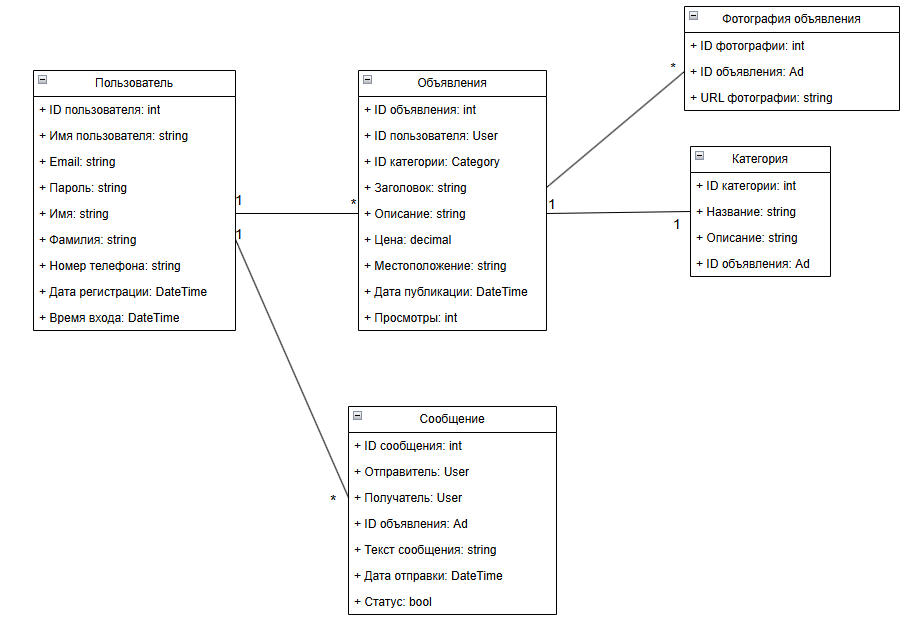 Пользователь
+ ID пользователя: int
+ Имя пользователя: string
+ Email: string
+ Пароль: string
+ Имя: string
+ Фамилия: string
+ Номер телефона: string
+ Дата регистрации: DateTime
+ Время входа: DateTime
1
*
1
*
Объявления
+ ID объявления: int
+ ID пользователя: User
+ ID категории: Category
+ Заголовок: string
+ Описание: string
+ Цена: decimal
+ Местоположение: string
+ Дата публикации: DateTime
+ Просмотры: int
*
1
1
Фотография объявления
+ ID фотографии: int
+ ID объявления: Ad
+ URL фотографии: string
Категория
+ ID категории: int
+ Название: string
+ Описание: string
+ ID объявления: Ad
Сообщение
+ ID сообщения: int
+ Отправитель: User
+ Получатель: User
+ ID объявления: Ad
+ Текст сообщения: string
+ Дата отправки: DateTime
+ Статус: bool